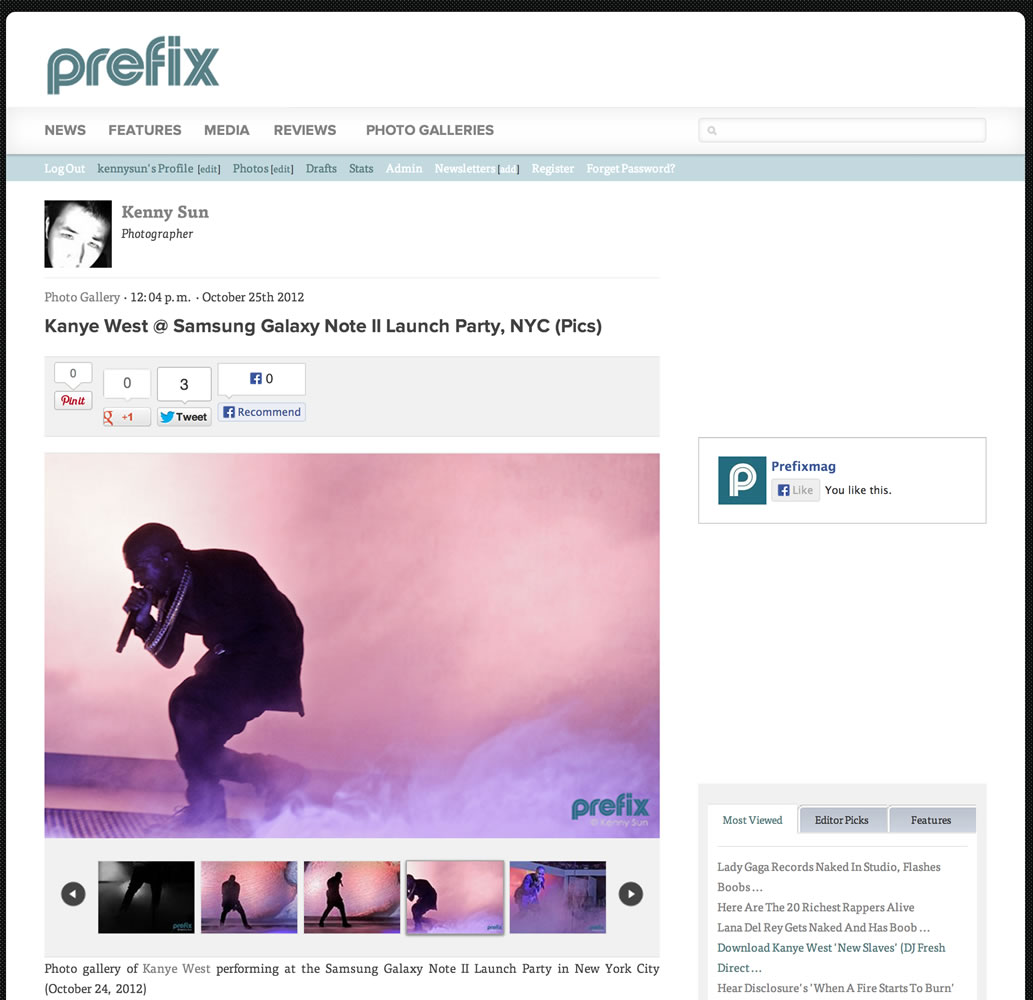 prefix
NEWS FEATURES MEDIA REVIEWS PHOTO GALLERIES
Log Out kennysun's Profile [edit] Photos [edit] Drafts Stats Admin Newsletters [add] Register Forget Password?
Kenny Sun
Photographer
Photo Gallery · 12:04 p.m. · October 25th 2012
Kanye West @ Samsung Galaxy Note II Launch Party, NYC (Pics)
0 0 3 0
Pinit +1 Tweet Recommend
Prefixmag
Like You like this.
prefix
© Kenny Sun
Most Viewed Editor Picks Features
Lady Gaga Records Naked In Studio, Flashes
Boobs ...
Here Are The 20 Richest Rappers Alive
Lana Del Rey Gets Naked And Has Boob ...
Download Kanye West 'New Slaves' (DJ Fresh
Direct ...
Hear Disclosure's 'When A Fire Starts To Burn'
prefix prefix prefix prefix prefix
Photo gallery of Kanye West performing at the Samsung Galaxy Note II Launch Party in New York City
(October 24, 2012)